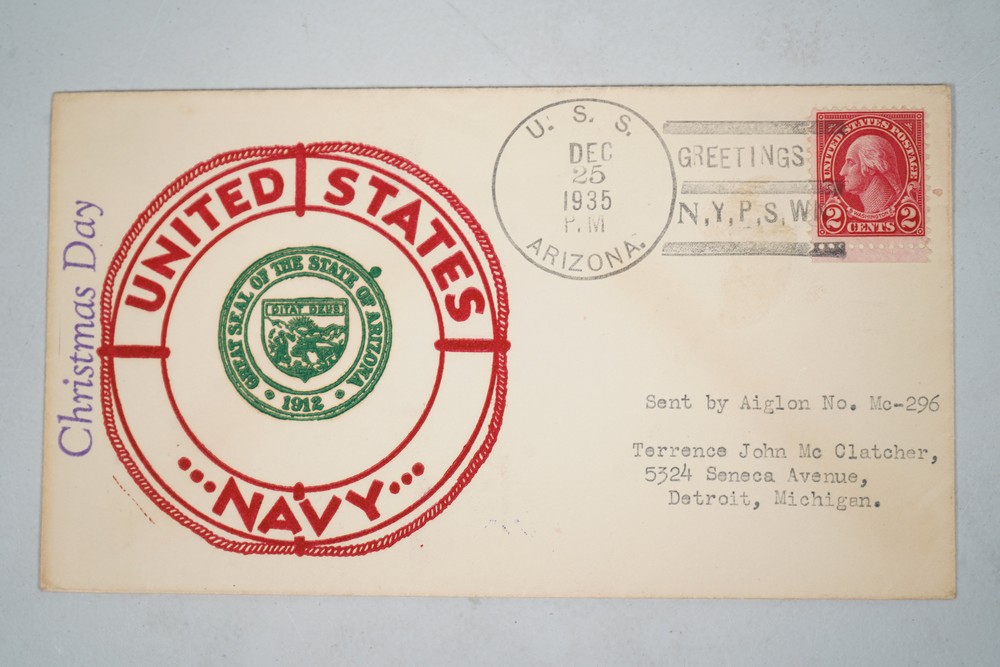 Christmas Day
UNITED STATES
NAVY
GREAT SEAL OF THE STATE OF ARIZONA
DITAT DEUS
1912
U. S. S.
DEC
25
1935
P.M
ARIZONA.
GREETINGS
N,Y,P,S,
UNITED STATES POSTAGE
WASHINGTON
2 CENTS 2
Sent by Aiglon No. Mc-296
Terrence John Mc Clatcher,
5324 Seneca Avenue,
Detroit, Michigan.